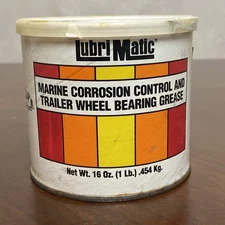 LubriMatic®
MARINE CORROSION CONTROL AND
TRAILER WHEEL BEARING GREASE
Net Wt. 16 Oz. (1 Lb.) .454 Kg.